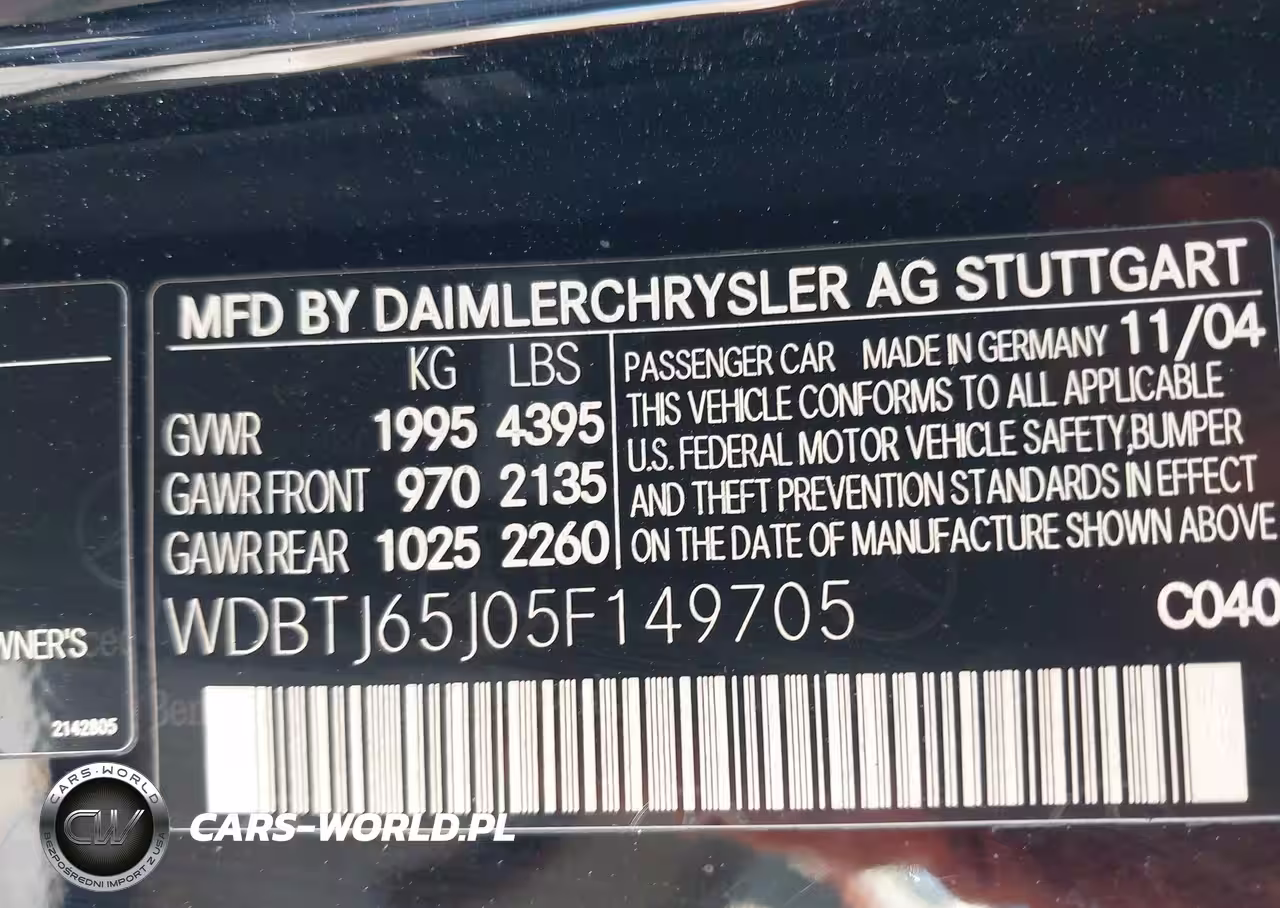 MFD BY DAIMLERCHRYSLER AG STUTTGART
KG LBS
GVWR 1995 4395
GAWR FRONT 970 2135
GAWR REAR 1025 2260
PASSENGER CAR MADE IN GERMANY 11/04
THIS VEHICLE CONFORMS TO ALL APPLICABLE
U.S. FEDERAL MOTOR VEHICLE SAFETY,BUMPER
AND THEFT PREVENTION STANDARDS IN EFFECT
ON THE DATE OF MANUFACTURE SHOWN ABOVE
WDBTJ65J05F149705
C040
WNER'S
2142805
CARS-WORLD
CW
BEZPOŚREDNI IMPORT Z USA
CARS-WORLD.PL